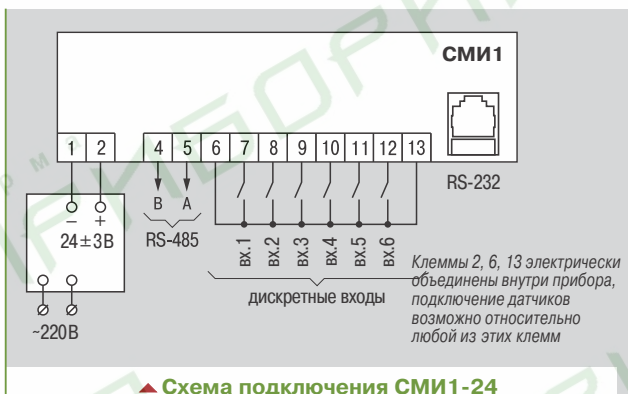 СМИ1
1 2 4 5 6 7 8 9 10 11 12 13
RS-232
B A
– +
24±3В
RS-485
вх.1 вх.2 вх.3 вх.4 вх.5 вх.6
дискретные входы
~220В
Клеммы 2, 6, 13 электрически
объединены внутри прибора,
подключение датчиков
возможно относительно
любой из этих клемм
Схема подключения СМИ1-24